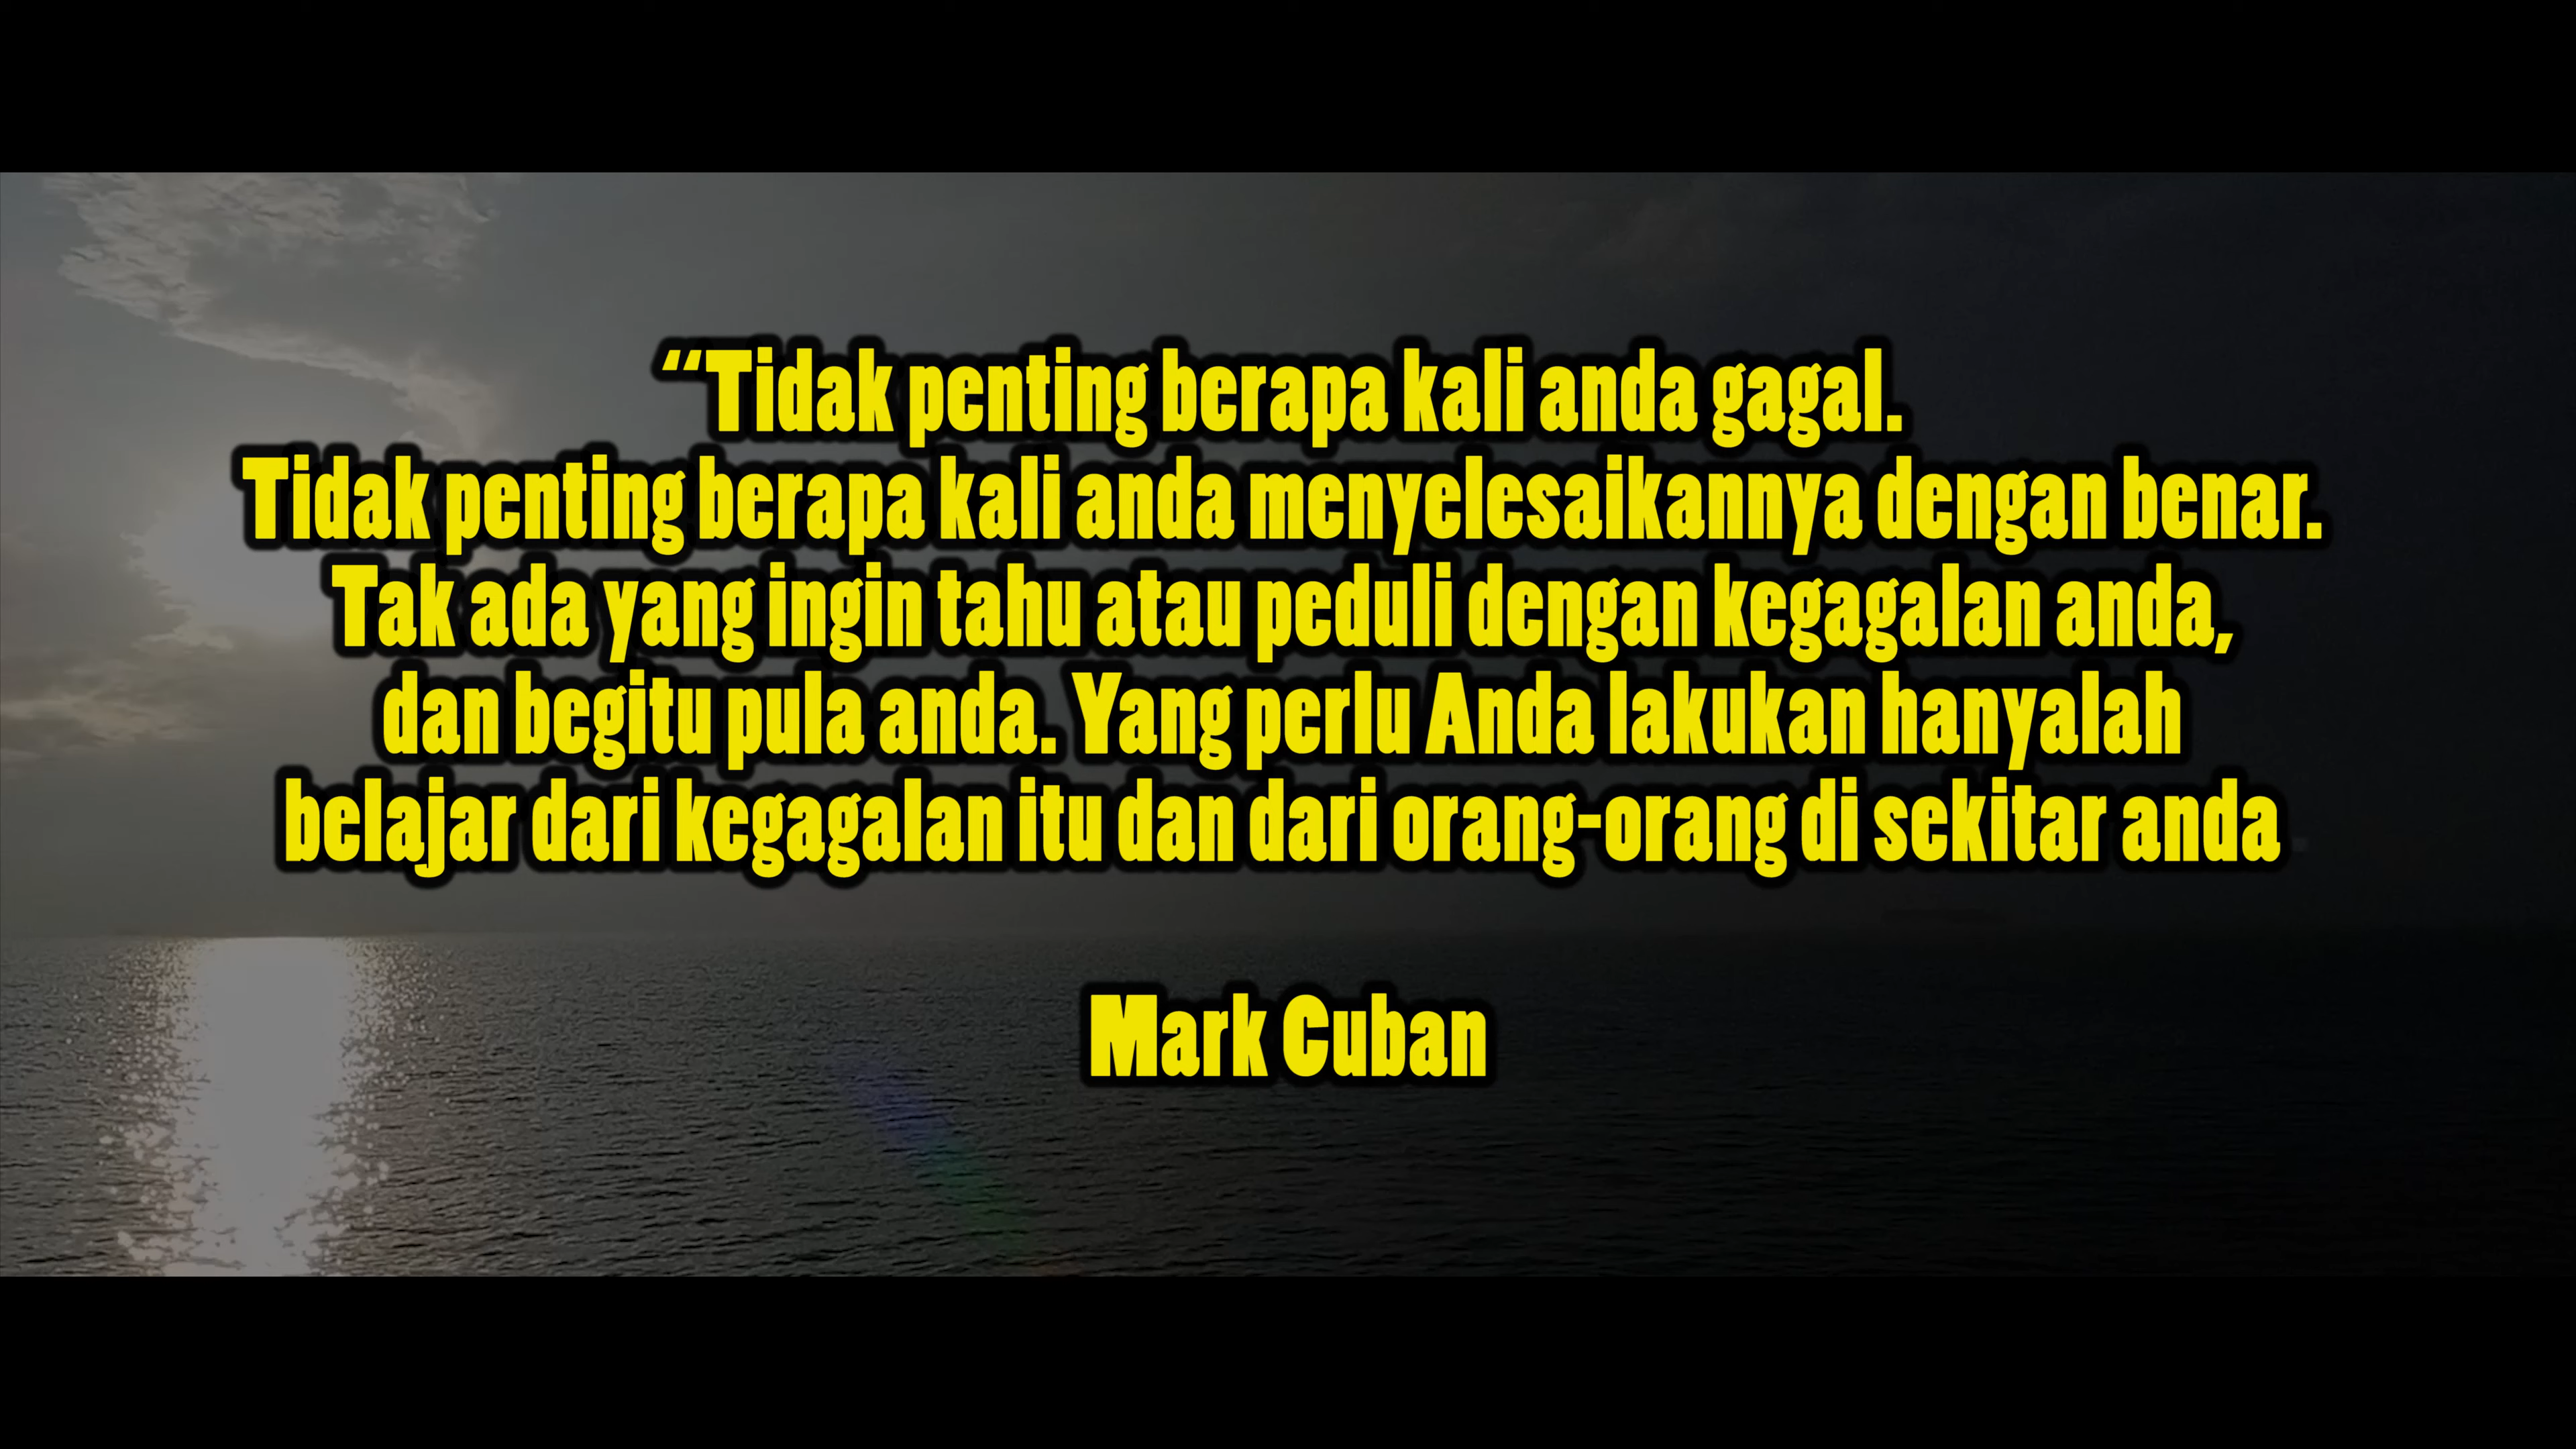 “Tidak penting berapa kali anda gagal.
Tidak penting berapa kali anda menyelesaikannya dengan benar.
Tak ada yang ingin tahu atau peduli dengan kegagalan anda,
dan begitu pula anda. Yang perlu Anda lakukan hanyalah
belajar dari kegagalan itu dan dari orang-orang di sekitar anda
Mark Cuban